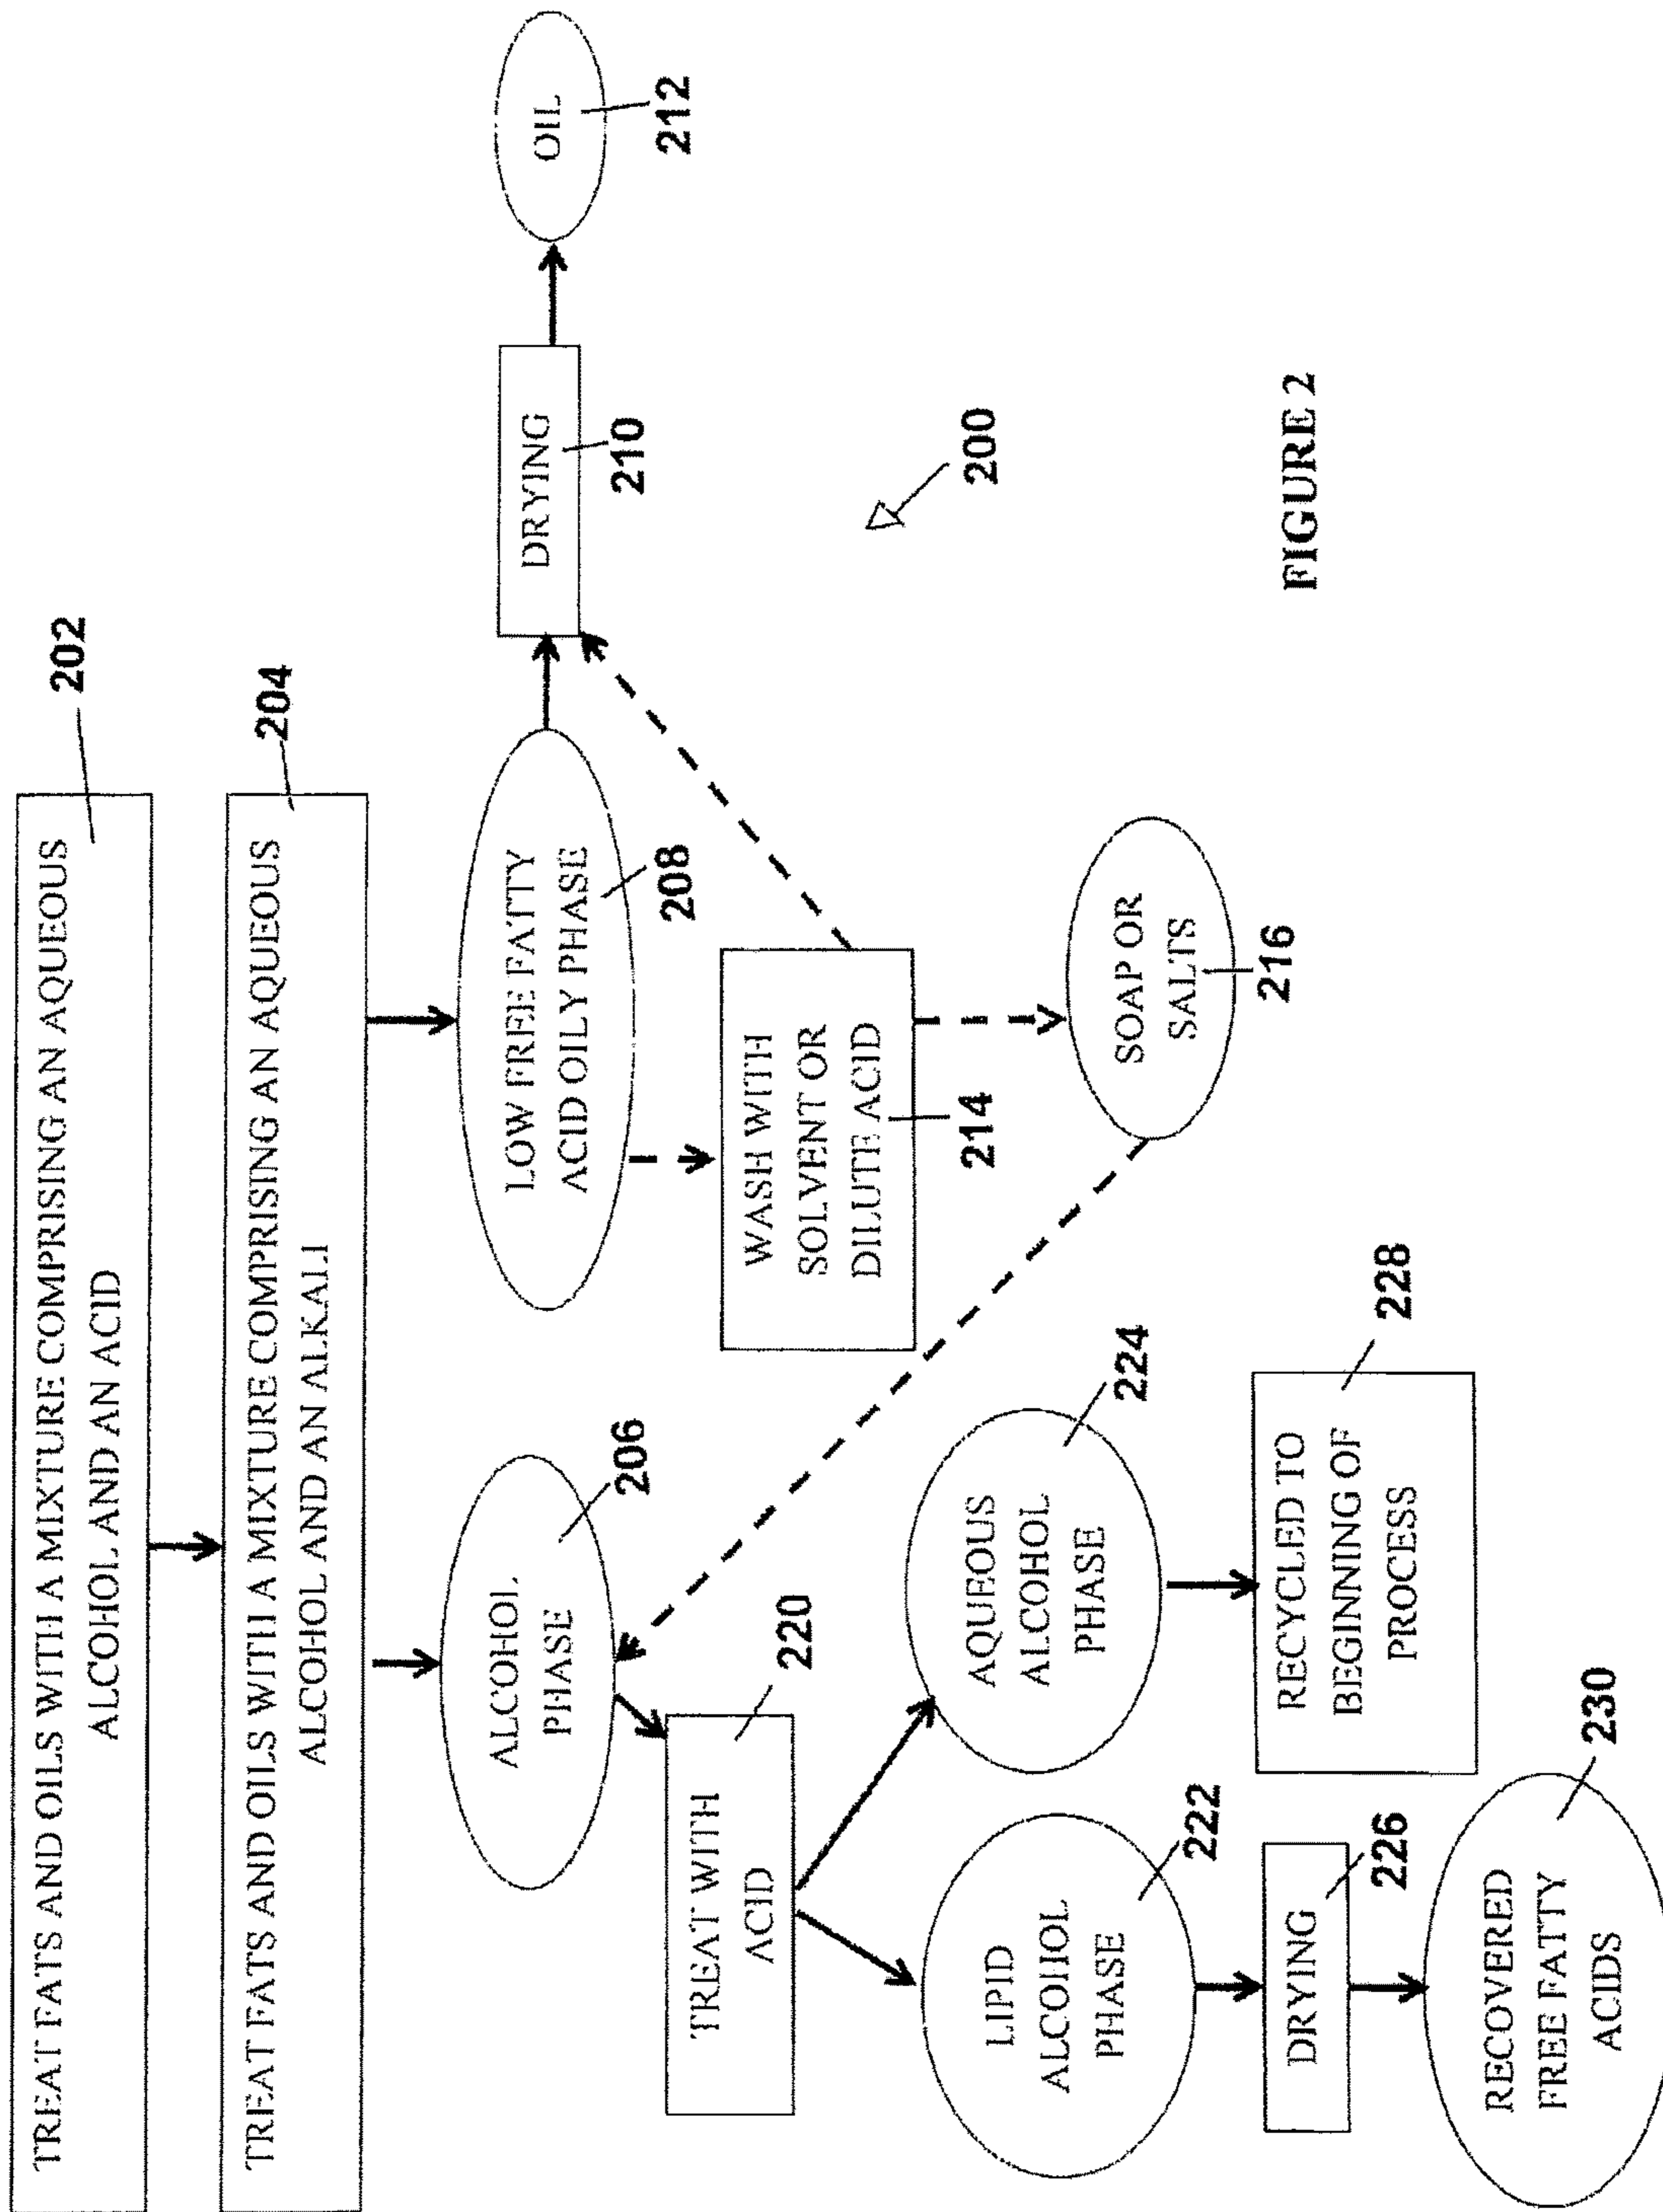 TREAT FATS AND OILS WITH A MIXTURE COMPRISING AN AQUEOUS
ALCOHOL AND AN ACID
202
TREAT FATS AND OILS WITH A MIXTURE COMPRISING AN AQUEOUS
ALCOHOL AND AN ALKALI
204
ALCOHOL
PHASE
206
LOW FREE FATTY
ACID OILY PHASE
208
DRYING
210
OIL
212
TREAT WITH
ACID
220
WASH WITH
SOLVENT OR
DILUTE ACID
214
SOAP OR
SALTS
216
LIPID
ALCOHOL
PHASE
222
AQUEOUS
ALCOHOL
PHASE
224
DRYING
226
RECYCLED TO
BEGINNING OF
PROCESS
228
RECOVERED
FREE FATTY
ACIDS
230
200
FIGURE 2